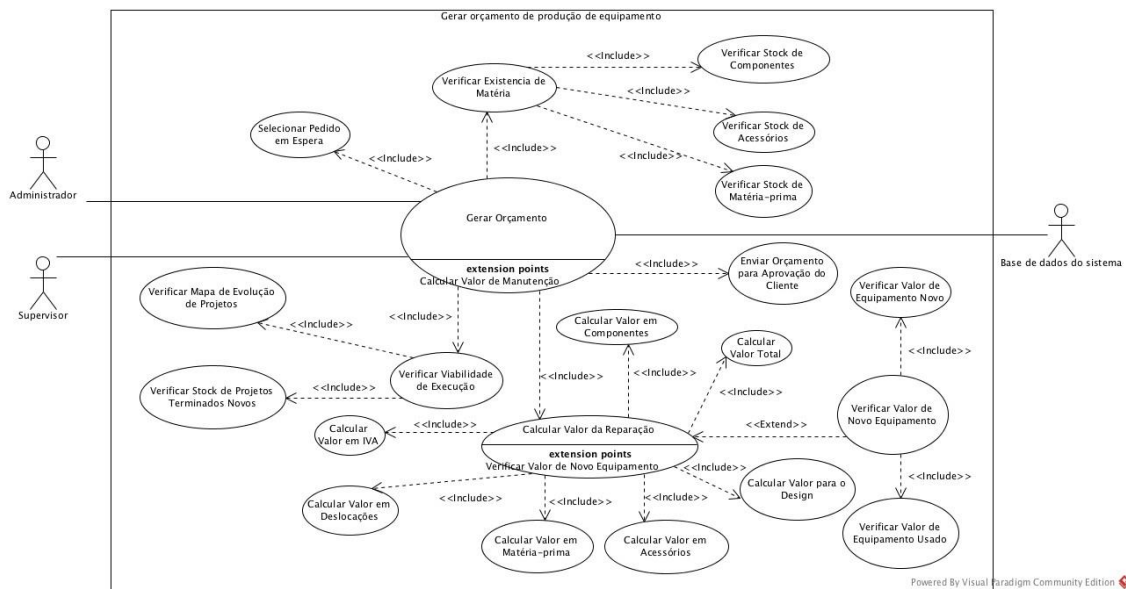 Gerar orçamento de produção de equipamento
Verificar Stock de
Componentes
<<Include>>
Verificar Existencia de
Matéria
<<Include>>
Verificar Stock de
Acessórios
Selecionar Pedido
em Espera
<<Include>>
<<Include>>
<<Include>>
Verificar Stock de
Matéria-prima
Administrador
Gerar Orçamento
extension points
Calcular Valor de Manutenção
<<Include>>
Enviar Orçamento
para Aprovação do
Cliente
Base de dados do sistema
Supervisor
Verificar Mapa de Evolução
de Projetos
<<Include>>
<<Include>>
Calcular Valor em
Componentes
Verificar Valor de
Equipamento Novo
Calcular
Valor Total
<<Include>>
Verificar Viabilidade
de Execução
<<Include>>
<<Include>>
<<Include>>
<<Include>>
Verificar Stock de Projetos
Terminados Novos
<<Include>>
Verificar Valor de
Novo Equipamento
Calcular
Valor em IVA
<<Include>>
Calcular Valor da Reparação
extension points
Verificar Valor de Novo Equipamento
<<Extend>>
<<Include>>
<<Include>>
Calcular Valor para o
Design
Calcular Valor em
Deslocações
<<Include>>
<<Include>>
<<Include>>
Calcular Valor em
Matéria-prima
Calcular Valor em
Acessórios
Verificar Valor de
Equipamento Usado
Powered By Visual Paradigm Community Edition